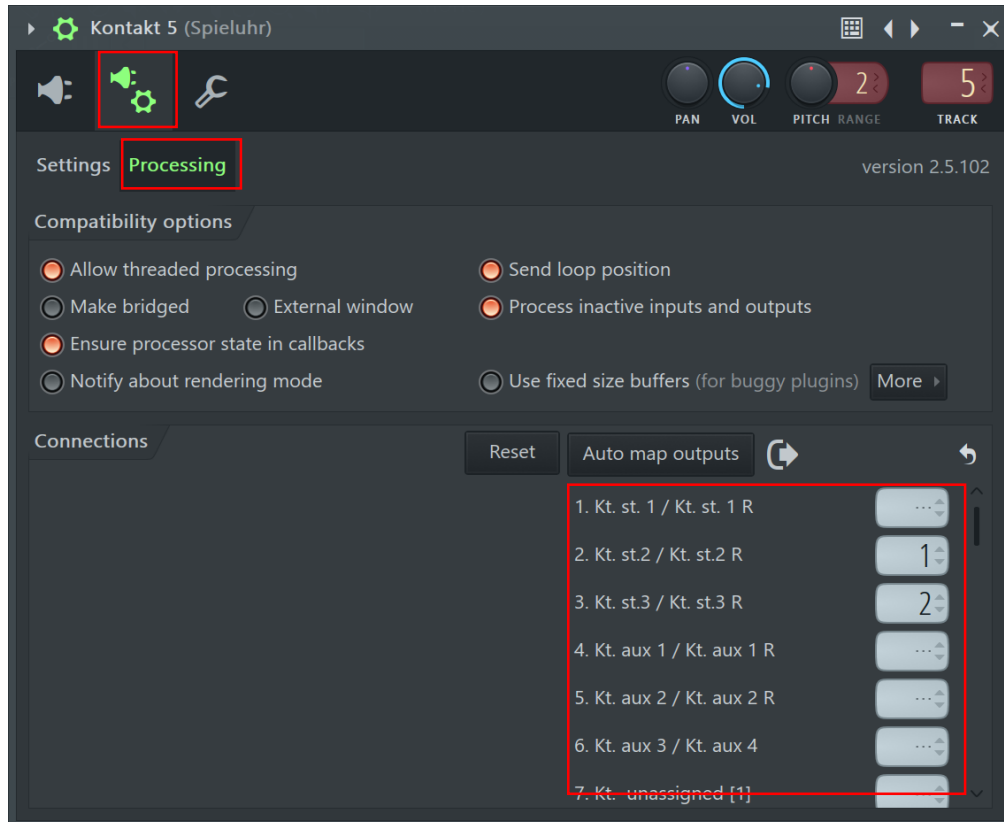 Kontakt 5 (Spieluhr)
2
5
PAN VOL PITCH RANGE TRACK
Settings Processing version 2.5.102
Compatibility options
Allow threaded processing Send loop position
Make bridged External window Process inactive inputs and outputs
Ensure processor state in callbacks
Notify about rendering mode Use fixed size buffers (for buggy plugins) More
Connections Reset Auto map outputs
1. Kt. st. 1 / Kt. st. 1 R ---
2. Kt. st.2 / Kt. st.2 R 1
3. Kt. st.3 / Kt. st.3 R 2
4. Kt. aux 1 / Kt. aux 1 R ---
5. Kt. aux 2 / Kt. aux 2 R ---
6. Kt. aux 3 / Kt. aux 4 ---
7. Kt. unassigned [1] ---